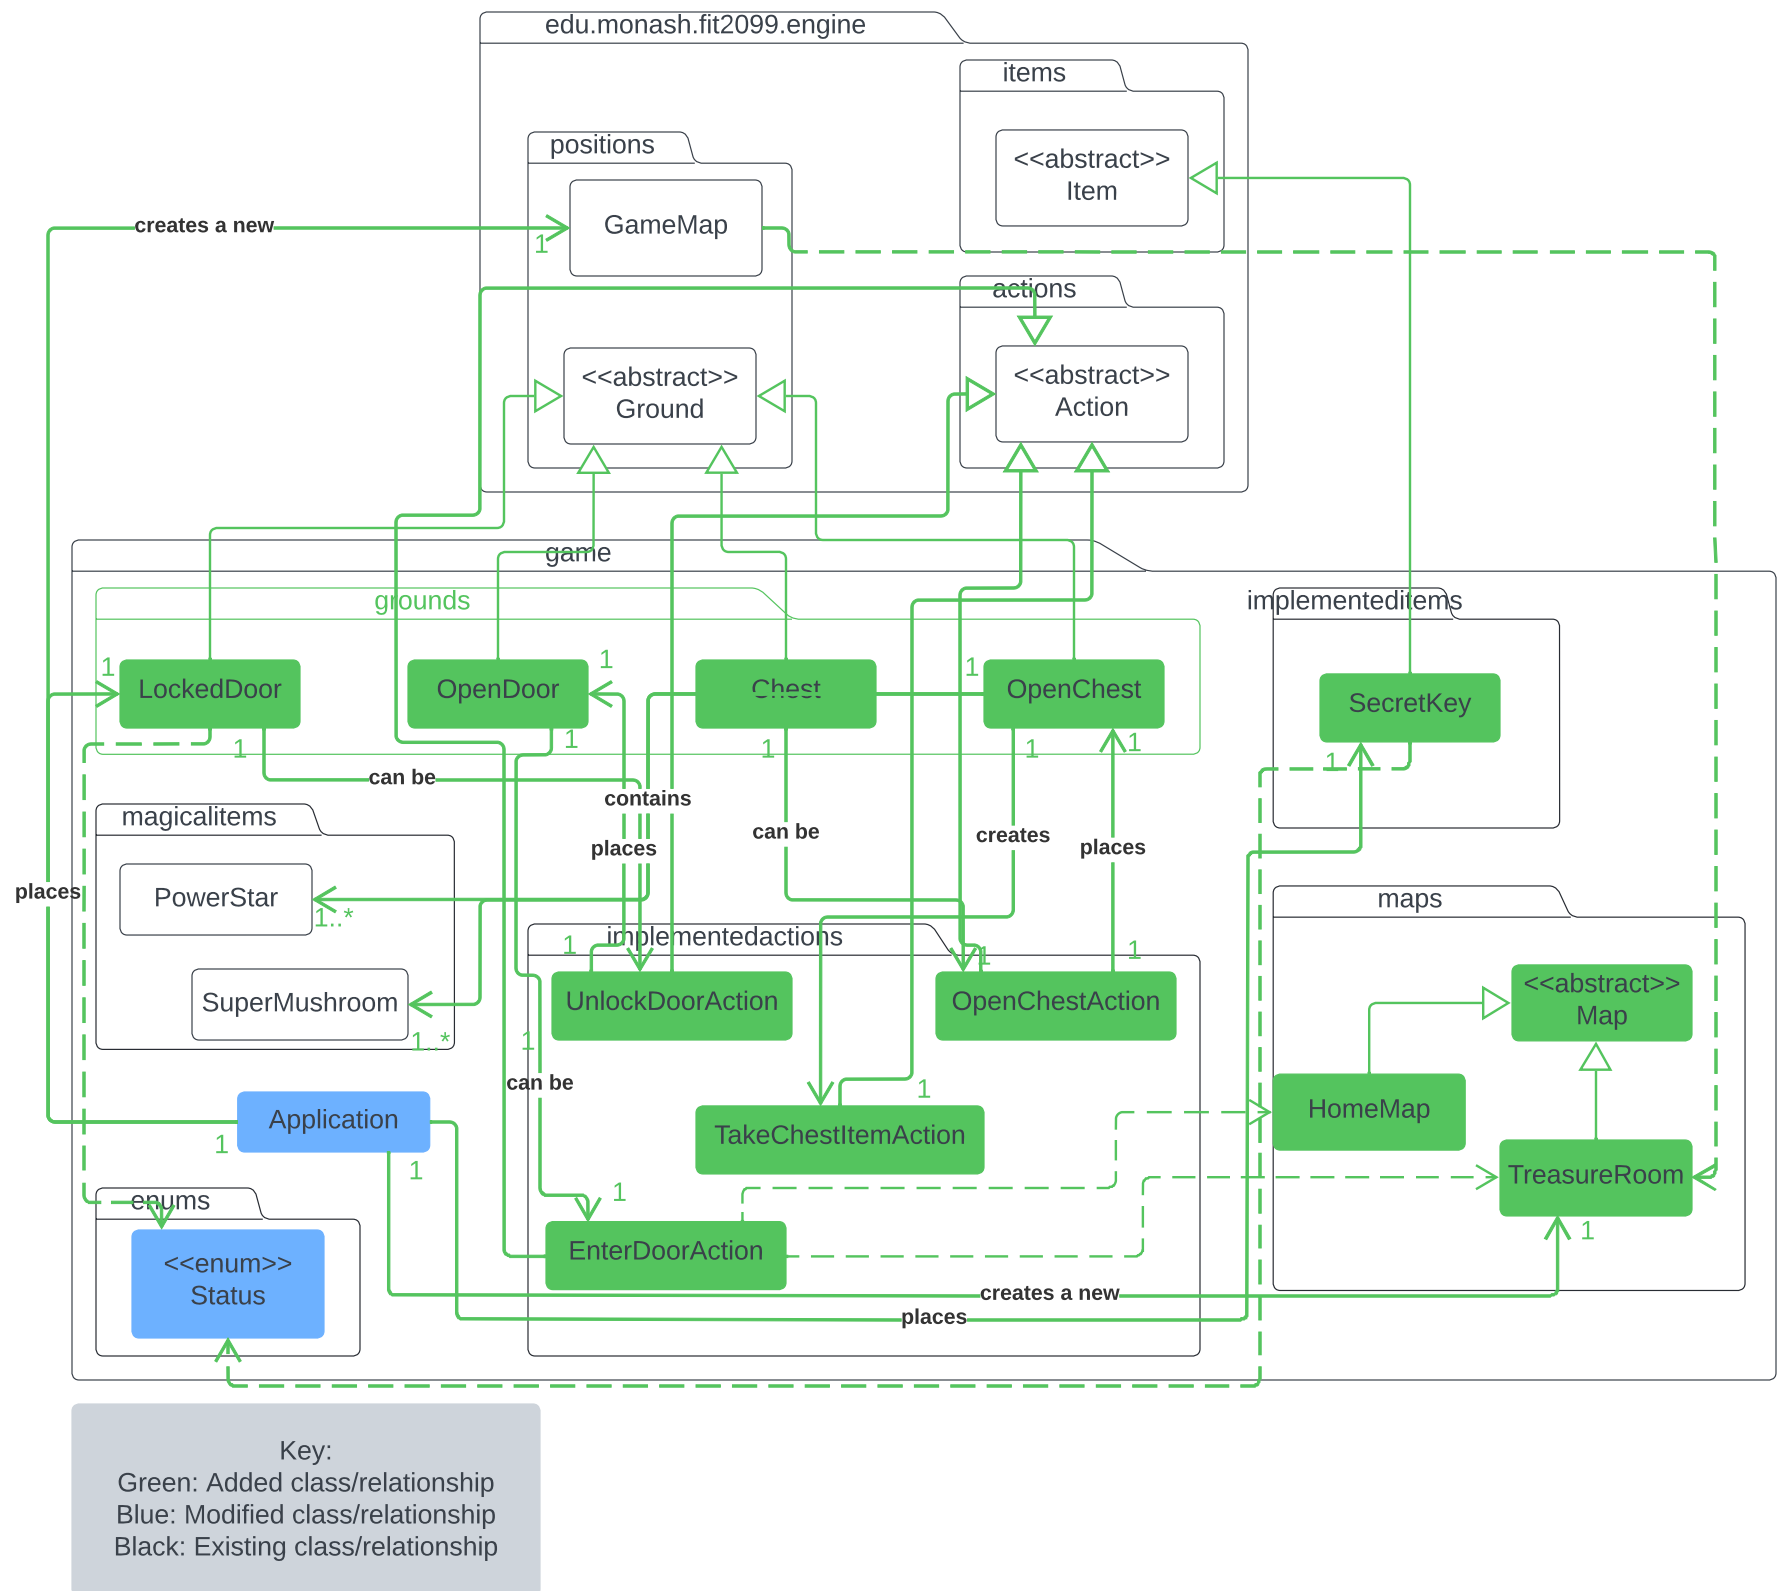 edu.monash.fit2099.engine
items
positions
<<abstract>>
Item
GameMap
creates a new
1
actions
<<abstract>>
Ground
<<abstract>>
Action
game
grounds
implementeditems
1
LockedDoor
OpenDoor
1
Chest
1
OpenChest
SecretKey
1
1
1
1
1
1
can be
contains
can be
creates
places
places
magicalitems
PowerStar
1..*
places
maps
implementedactions
1
1
1
SuperMushroom
1..*
UnlockDoorAction
OpenChestAction
<<abstract>>
Map
1
can be
1
Application
1
1
TakeChestItemAction
HomeMap
TreasureRoom
enums
1
1
<<enum>>
Status
EnterDoorAction
creates a new
places
Key:
Green: Added class/relationship
Blue: Modified class/relationship
Black: Existing class/relationship